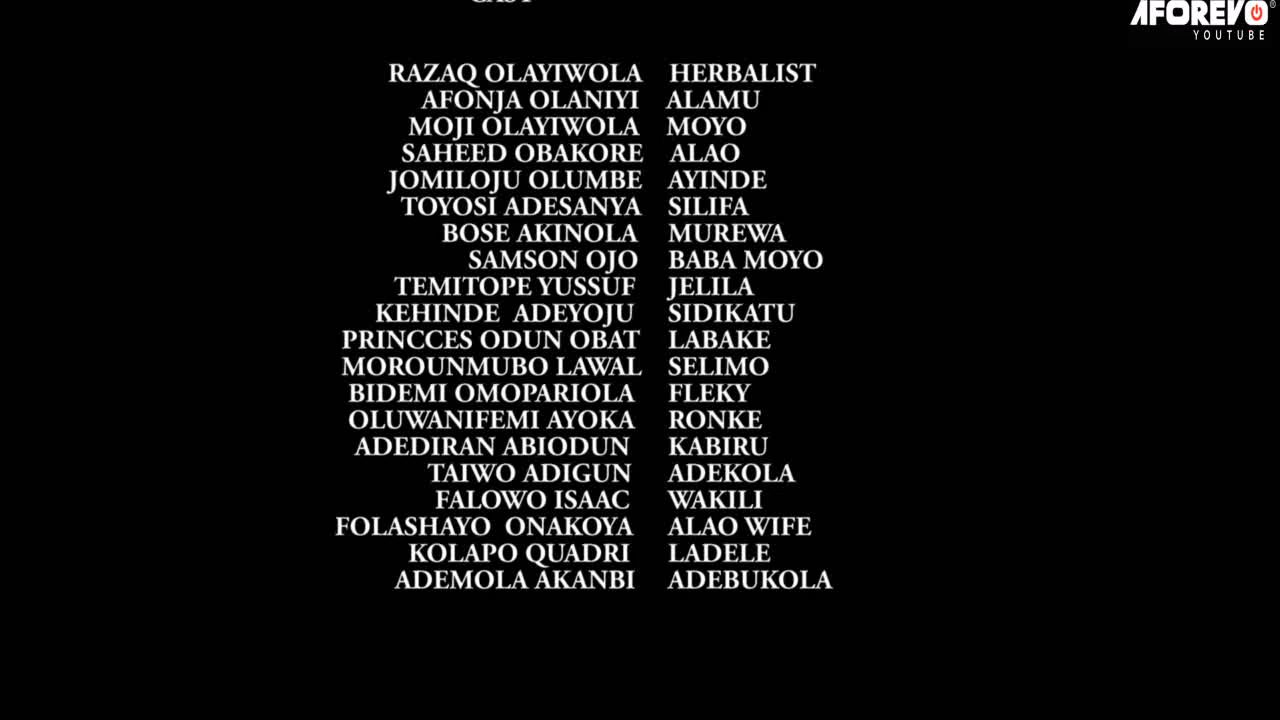 CAST
AFOREVO®
YOUTUBE
RAZAQ OLAYIWOLA HERBALIST
AFONJA OLANIYI ALAMU
MOJI OLAYIWOLA MOYO
SAHEED OBAKORE ALAO
JOMILOJU OLUMBE AYINDE
TOYOSI ADESANYA SILIFA
BOSE AKINOLA MUREWA
SAMSON OJO BABA MOYO
TEMITOPE YUSSUF JELILA
KEHINDE ADEYOJU SIDIKATU
PRINCCES ODUN OBAT LABAKE
MOROUNMUBO LAWAL SELIMO
BIDEMI OMOPARIOLA FLEKY
OLUWANIFEMI AYOKA RONKE
ADEDIRAN ABIODUN KABIRU
TAIWO ADIGUN ADEKOLA
FALOWO ISAAC WAKILI
FOLASHAYO ONAKOYA ALAO WIFE
KOLAPO QUADRI LADELE
ADEMOLA AKANBI ADEBUKOLA